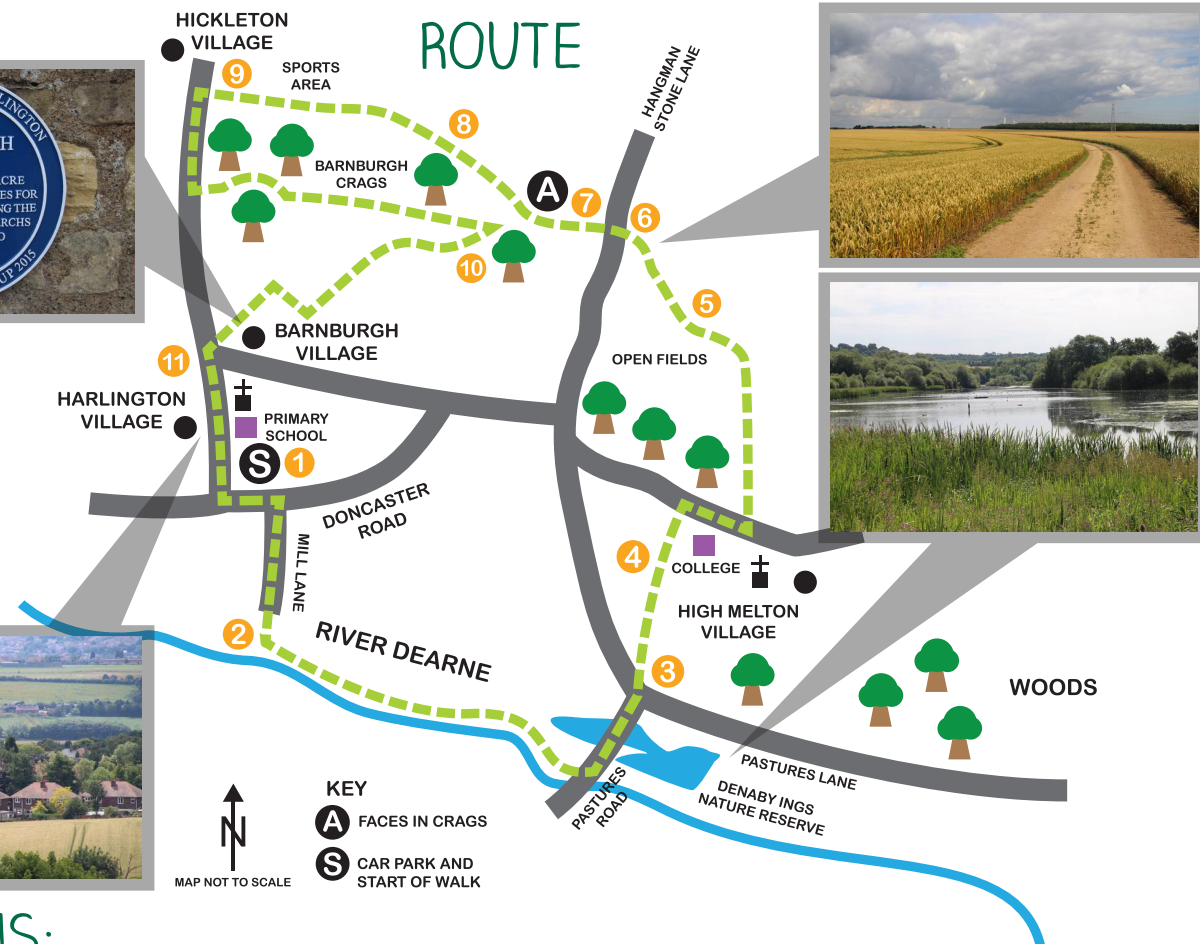 HICKLETON
VILLAGE
ROUTE
9
SPORTS
AREA
HANGMAN
STONE LANE
8
BARNBURGH
CRAGS
A
7
6
LINGTON
H
ACRE
ES FOR
NG THE
ARCHS
D
UP 2015
10
5
BARNBURGH
VILLAGE
11
OPEN FIELDS
HARLINGTON
VILLAGE
PRIMARY
SCHOOL
S
1
DONCASTER
ROAD
MILL LANE
4
COLLEGE
HIGH MELTON
VILLAGE
2
RIVER DEARNE
3
WOODS
PASTURES LANE
PASTURES
ROAD
DENABY INGS
NATURE RESERVE
N
MAP NOT TO SCALE
KEY
A FACES IN CRAGS
S CAR PARK AND
START OF WALK